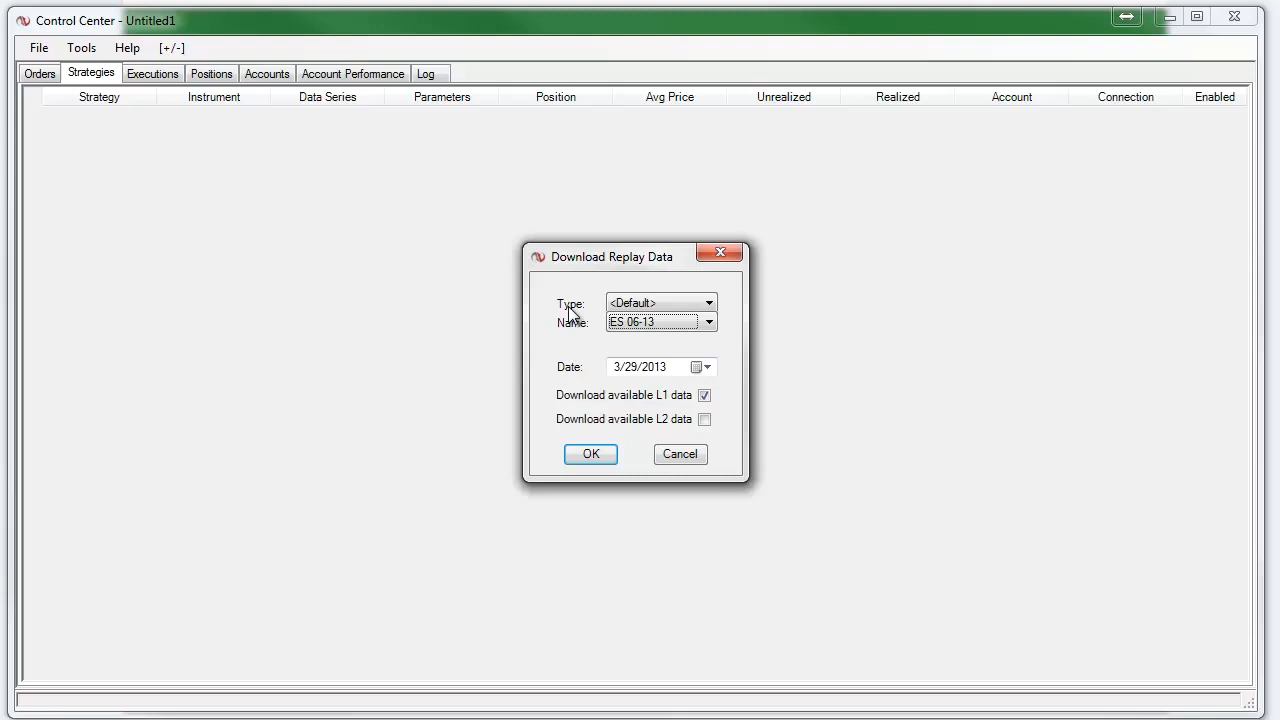 Control Center - Untitled1
File Tools Help [+/-]
Orders Strategies Executions Positions Accounts Account Performance Log
Strategy Instrument Data Series Parameters Position Avg Price Unrealized Realized Account Connection Enabled
Download Replay Data
Type: <Default>
Name: ES 06-13
Date: 3/29/2013
Download available L1 data
Download available L2 data
OK Cancel